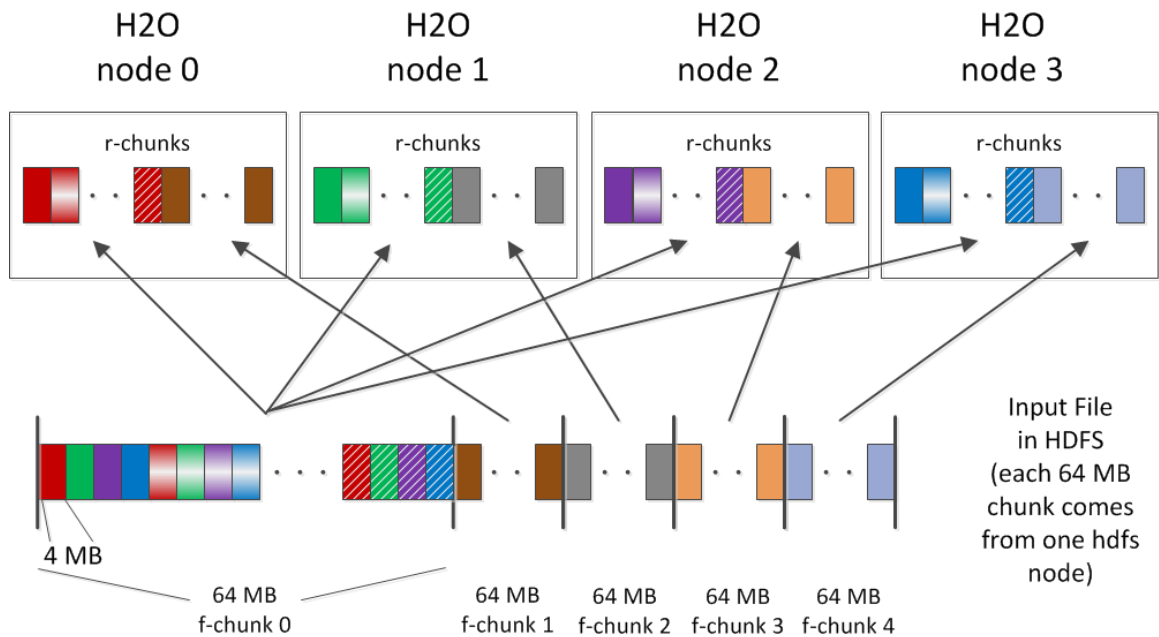 H2O
node 0
H2O
node 1
H2O
node 2
H2O
node 3
r-chunks
r-chunks
r-chunks
r-chunks
Input File
in HDFS
(each 64 MB
chunk comes
from one hdfs
node)
4 MB
64 MB
f-chunk 0
64 MB
f-chunk 1
64 MB
f-chunk 2
64 MB
f-chunk 3
64 MB
f-chunk 4